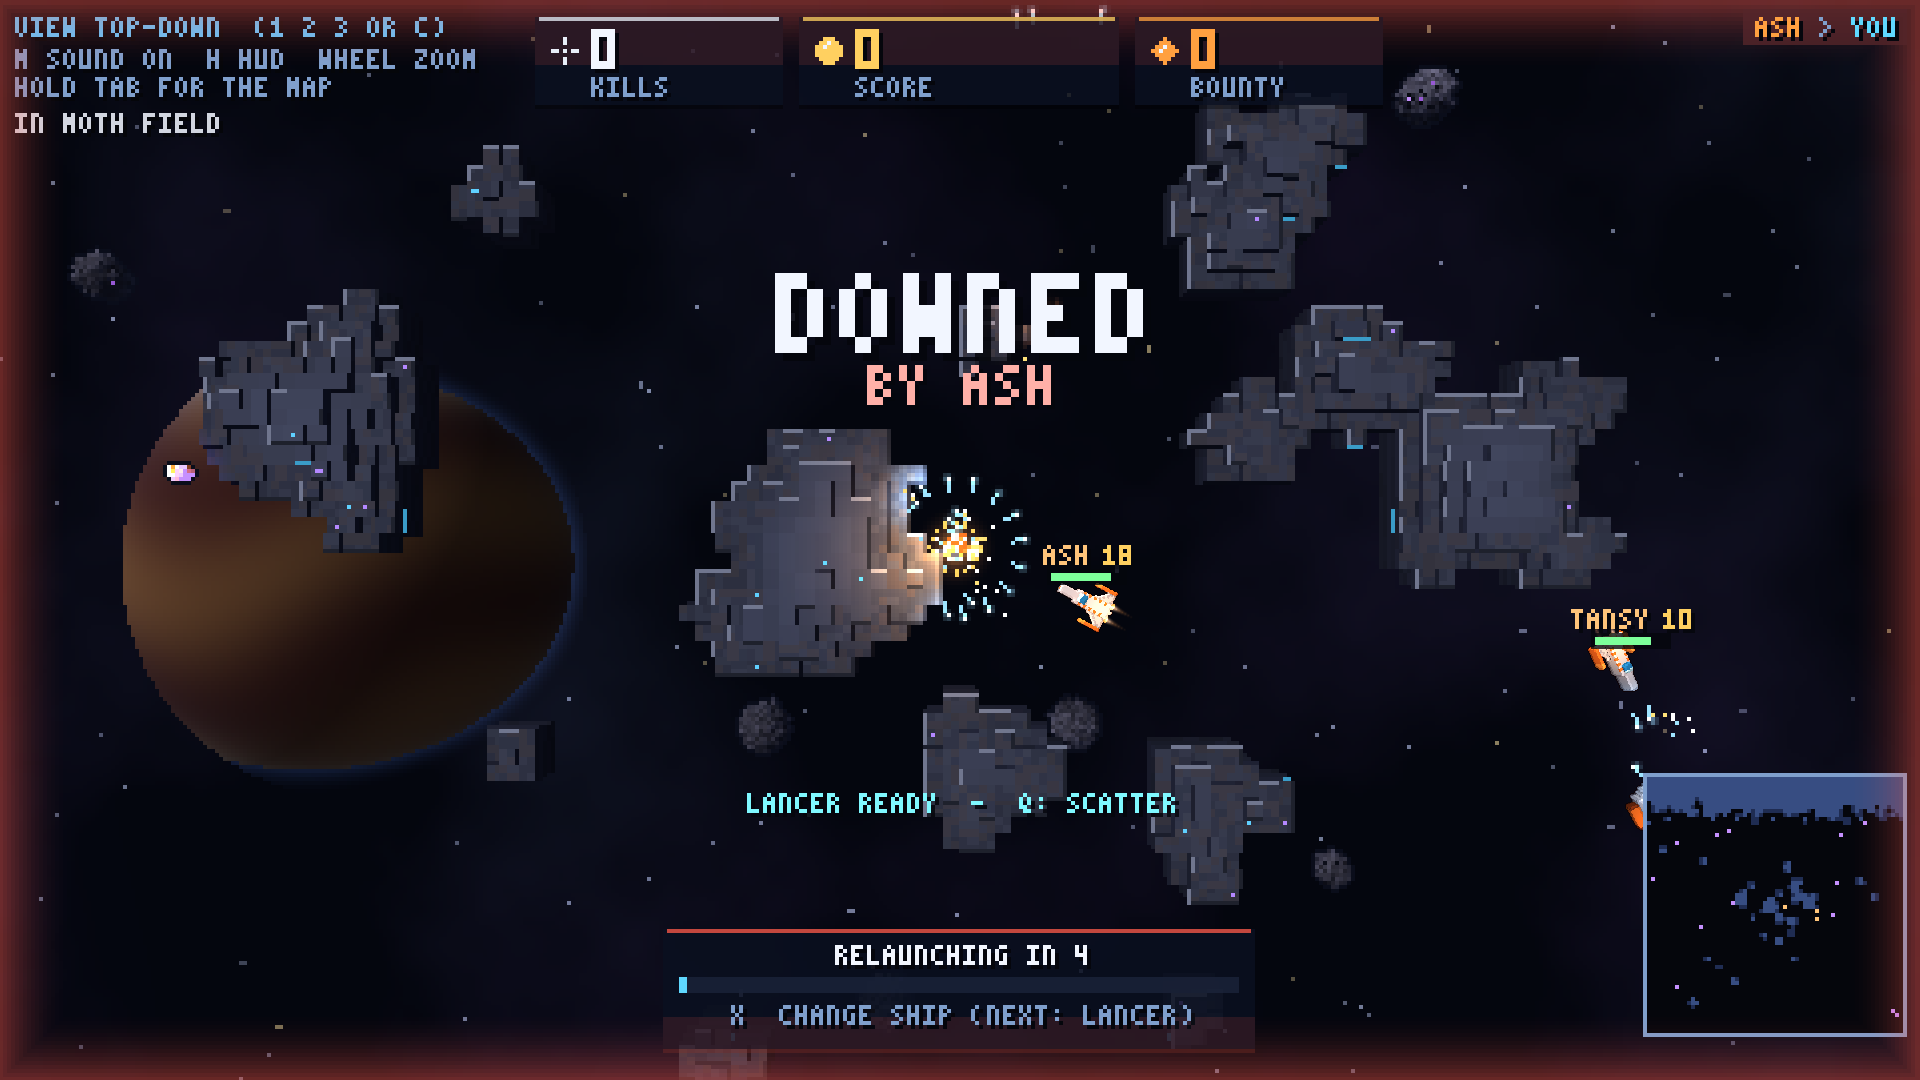 VIEW TOP-DOWN (1 2 3 OR C)
M SOUND ON H HUD WHEEL ZOOM
HOLD TAB FOR THE MAP
IN MOTH FIELD
0
KILLS
0
SCORE
0
BOUNTY
ASH > YOU
DOWNED
BY ASH
ASH 18
TANSY 10
LANCER READY - Q: SCATTER
RELAUNCHING IN 4
X CHANGE SHIP (NEXT: LANCER)